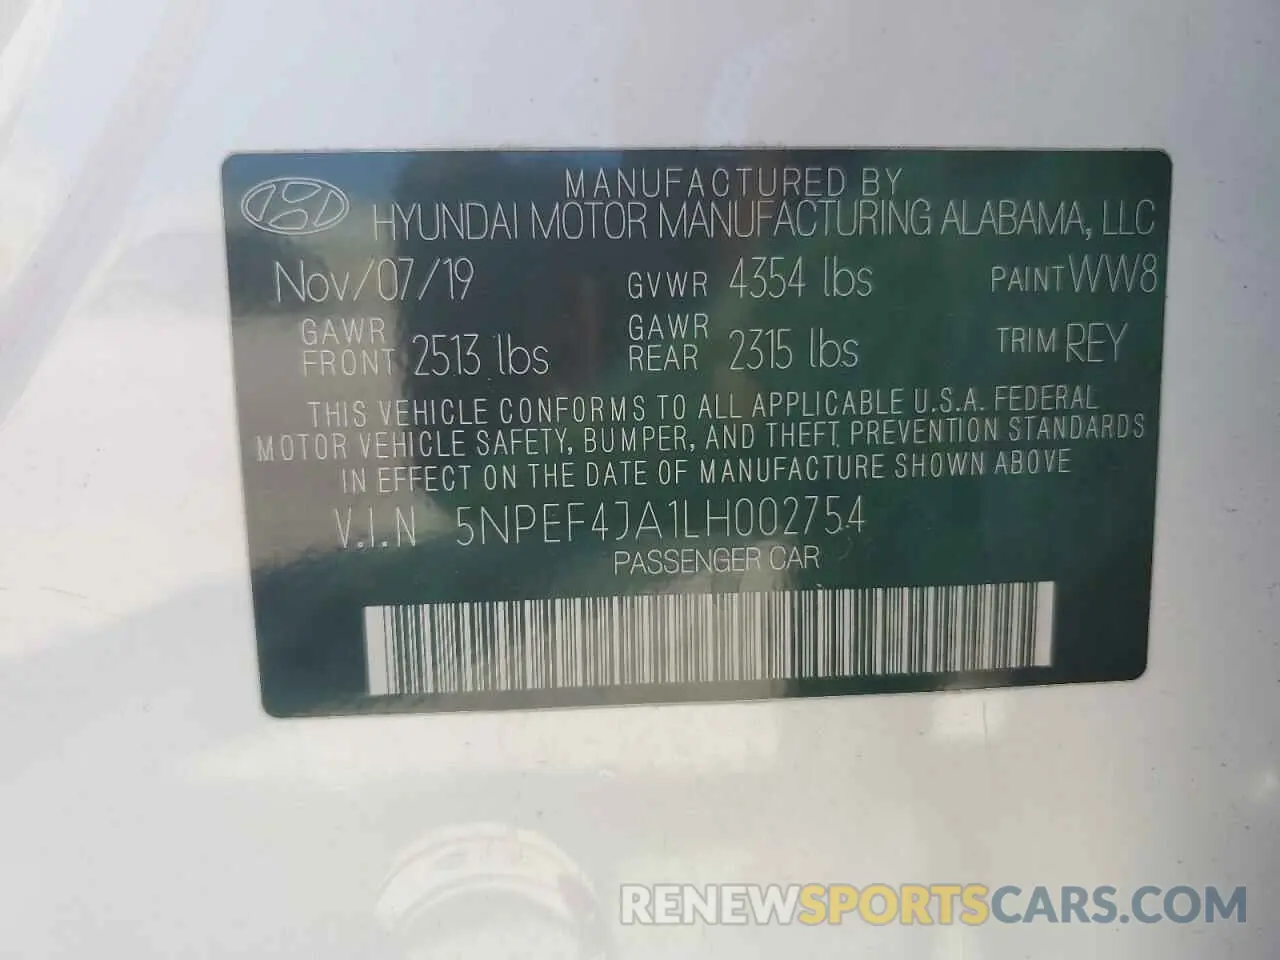 MANUFACTURED BY
HYUNDAI MOTOR MANUFACTURING ALABAMA, LLC
Nov/07/19 GVWR 4354 lbs PAINT WW8
GAWR FRONT 2513 lbs GAWR REAR 2315 lbs TRIM REY
THIS VEHICLE CONFORMS TO ALL APPLICABLE U.S.A. FEDERAL
MOTOR VEHICLE SAFETY, BUMPER, AND THEFT PREVENTION STANDARDS
IN EFFECT ON THE DATE OF MANUFACTURE SHOWN ABOVE
V.I.N 5NPEF4JA1LH002754
PASSENGER CAR
RENEWSPORTSCARS.COM